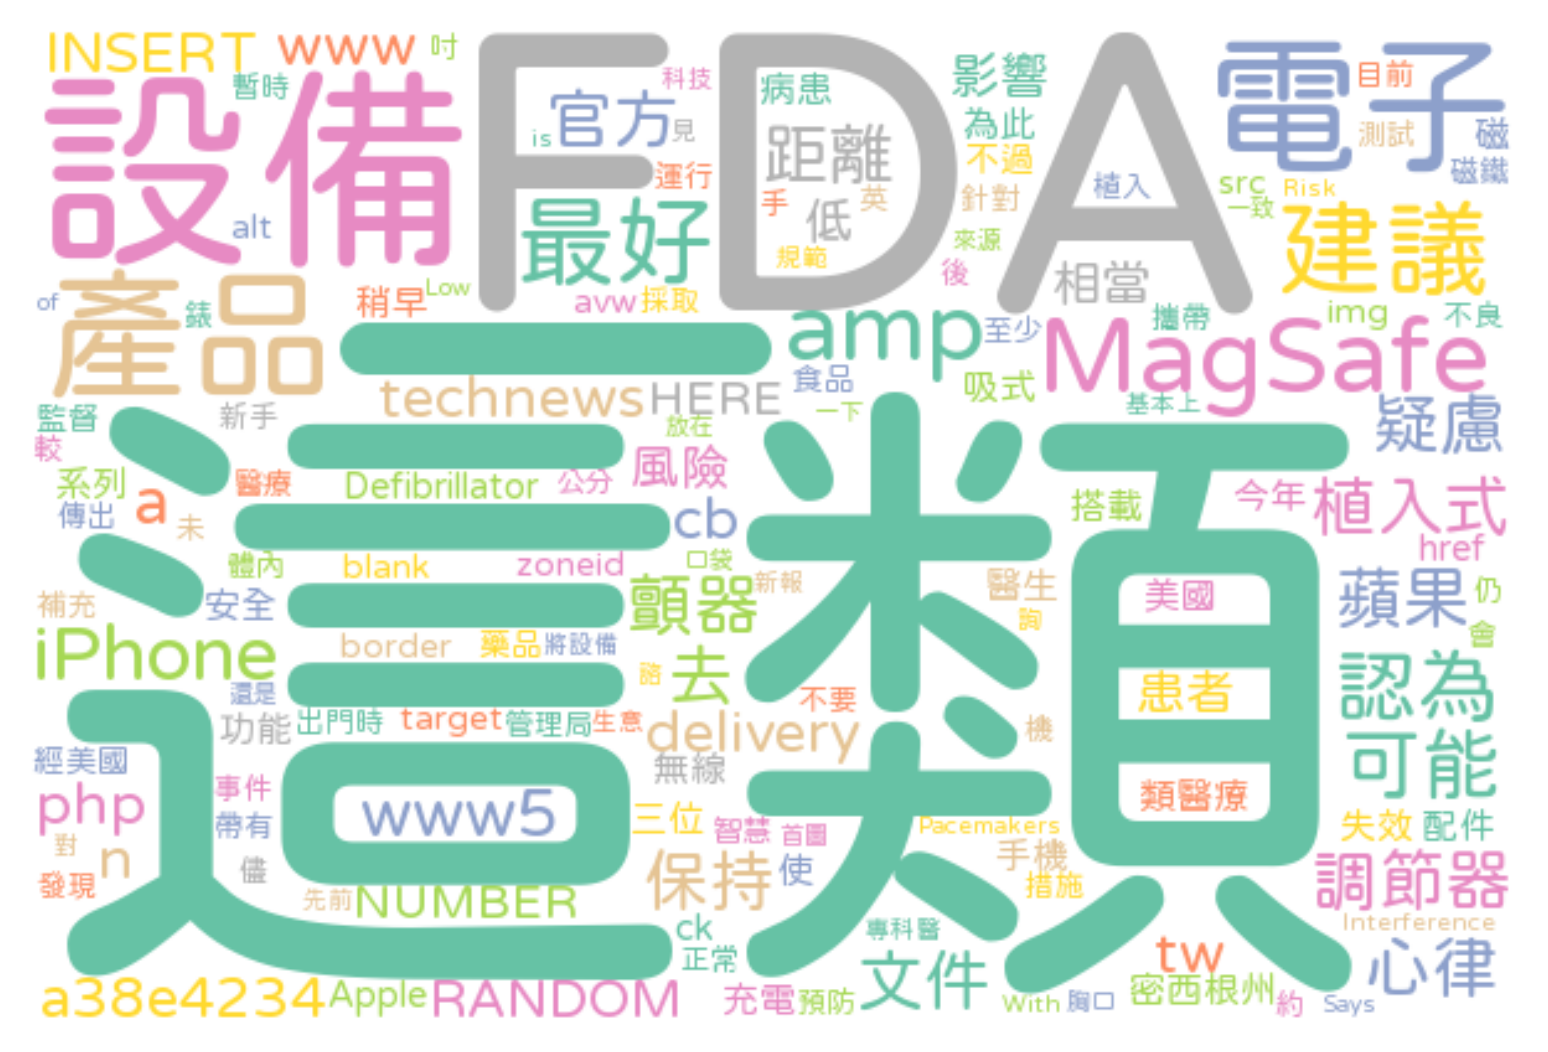 INSERT www 吋 FDA 電子 目前
設備 暫時 科技 病患 影響
is 官方 見 距離 為此 測試 磁
運行 不過 磁鐵
alt 最好 手 英 低 針對 植入 src Risk
一致 建議
規範 來源 後 相當
of 產品 錶 稍早 Low avw 採取 img 不良
amp 至少 MagSafe 攜帶
technews HERE 食品 吸式
監督 新手 放在 一下 基本上 疑慮
較 這類
系列 醫療 Defibrillator 公分 風險 搭載 今年 植入式
傳出 a 未 cb href
體內 blank zoneid 口袋
補充 安全 顫器 新報 醫生 美國 蘋果 仍
iPhone border 藥品 將設備 詢 會
還是 諮 去 不要 患者 認為
功能 出門時 target 管理局 生意 delivery 機
經美國 無線 可能
php 事件 類醫療
帶有 www5 三位 智慧 首圖 Pacemakers 失效 配件
對 n 儘 保持 使 手機 調節器
發現 先前 NUMBER 措施
ck 專科醫 Interference
正常 文件 tw 心律
a38e4234 Apple RANDOM 充電 預防 With 胸口 密西根州 約 Says